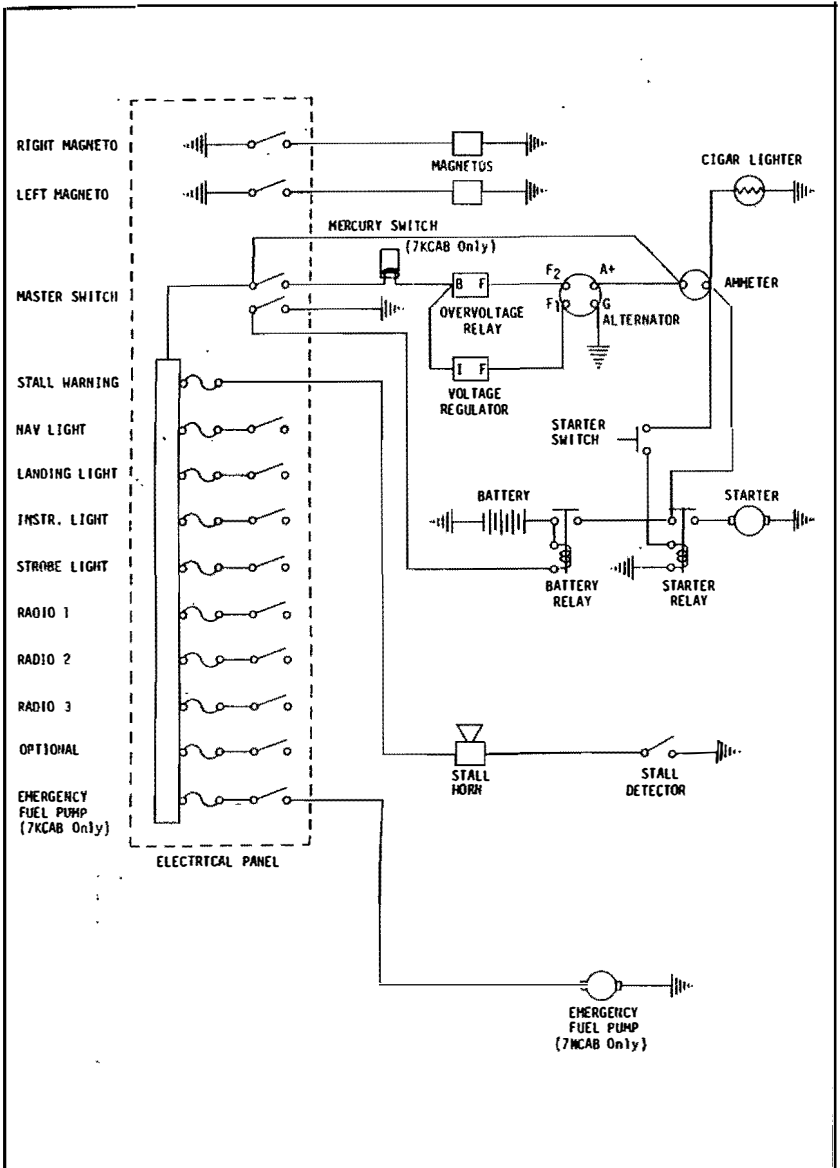 RIGHT MAGNETO
MAGNETOS
LEFT MAGNETO
CIGAR LIGHTER
MERCURY SWITCH
(7KCAB Only)
MASTER SWITCH
B F
F2
A+
F1
G
AMMETER
OVERVOLTAGE
RELAY
ALTERNATOR
I F
VOLTAGE
REGULATOR
STALL WARNING
NAV LIGHT
STARTER
SWITCH
LANDING LIGHT
INSTR. LIGHT
BATTERY
STARTER
STROBE LIGHT
BATTERY
RELAY
STARTER
RELAY
RADIO 1
RADIO 2
RADIO 3
OPTIONAL
STALL
HORN
STALL
DETECTOR
EMERGENCY
FUEL PUMP
(7KCAB Only)
ELECTRICAL PANEL
EMERGENCY
FUEL PUMP
(7KCAB Only)